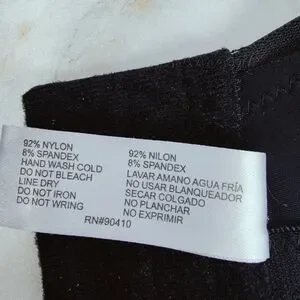 92% NYLON
8% SPANDEX
HAND WASH COLD
DO NOT BLEACH
LINE DRY
DO NOT IRON
DO NOT WRING
92% NILON
8% SPANDEX
LAVAR AMANO AGUA FRÍA
NO USAR BLANQUEADOR
SECAR COLGADO
NO PLANCHAR
NO EXPRIMIR
RN#90410